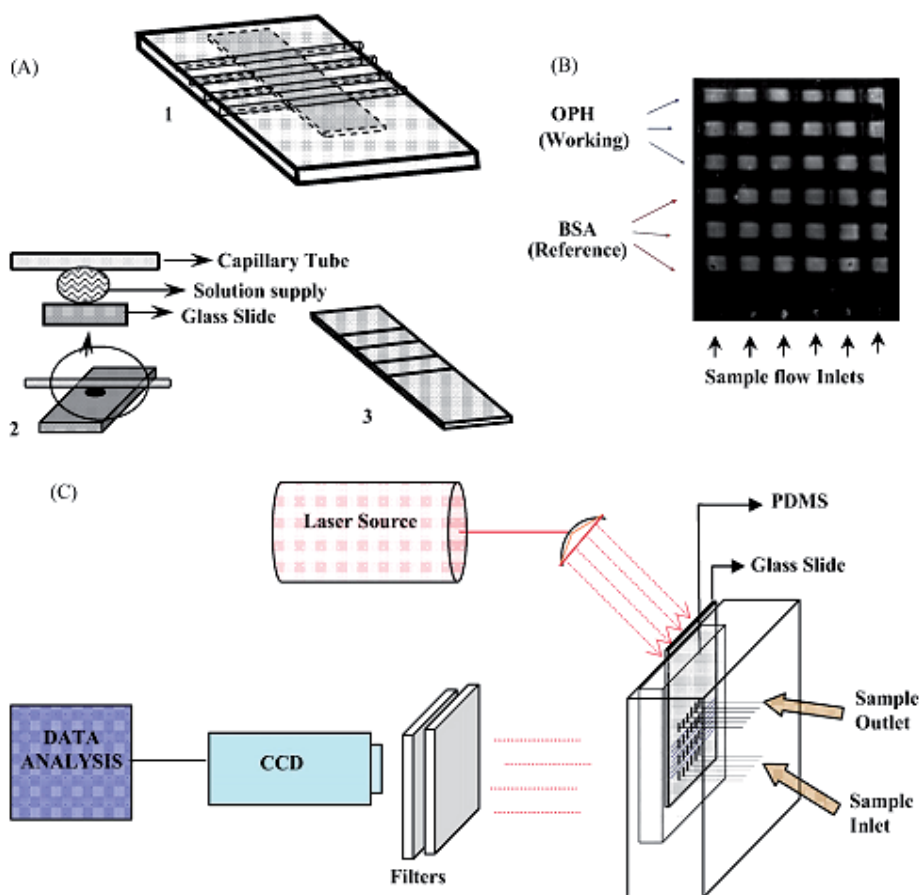 (A)
1
Capillary Tube
Solution supply
Glass Slide
2
3
(B)
OPH
(Working)
BSA
(Reference)
Sample flow Inlets
(C)
Laser Source
PDMS
Glass Slide
DATA
ANALYSIS
CCD
Filters
Sample
Outlet
Sample
Inlet